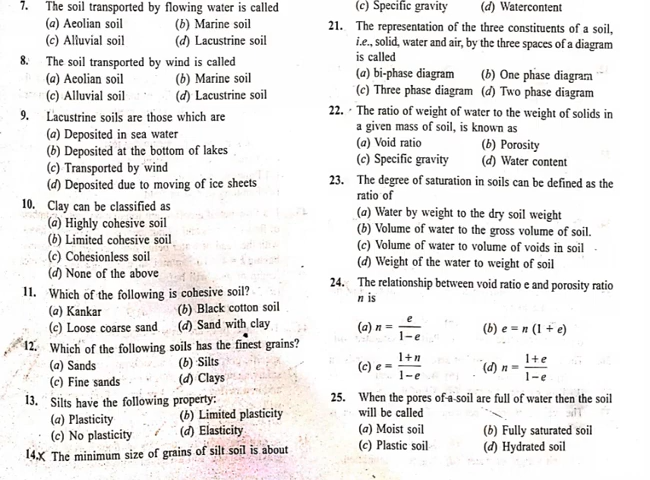 7. The soil transported by flowing water is called
(a) Aeolian soil (b) Marine soil
(c) Alluvial soil (d) Lacustrine soil
8. The soil transported by wind is called
(a) Aeolian soil (b) Marine soil
(c) Alluvial soil (d) Lacustrine soil
9. Lacustrine soils are those which are
(a) Deposited in sea water
(b) Deposited at the bottom of lakes
(c) Transported by wind
(d) Deposited due to moving of ice sheets
10. Clay can be classified as
(a) Highly cohesive soil
(b) Limited cohesive soil
(c) Cohesionless soil
(d) None of the above
11. Which of the following is cohesive soil?
(a) Kankar (b) Black cotton soil
(c) Loose coarse sand (d) Sand with clay
12. Which of the following soils has the finest grains?
(a) Sands (b) Silts
(c) Fine sands (d) Clays
13. Silts have the following property:
(a) Plasticity (b) Limited plasticity
(c) No plasticity (d) Elasticity
14. The minimum size of grains of silt soil is about
(c) Specific gravity (d) Watercontent
21. The representation of the three constituents of a soil,
i.e., solid, water and air, by the three spaces of a diagram
is called
(a) bi-phase diagram (b) One phase diagram
(c) Three phase diagram (d) Two phase diagram
22. The ratio of weight of water to the weight of solids in
a given mass of soil, is known as
(a) Void ratio (b) Porosity
(c) Specific gravity (d) Water content
23. The degree of saturation in soils can be defined as the
ratio of
(a) Water by weight to the dry soil weight
(b) Volume of water to the gross volume of soil.
(c) Volume of water to volume of voids in soil
(d) Weight of the water to weight of soil
24. The relationship between void ratio e and porosity ratio
n is
(a) n = e / 1–e (b) e = n (1 + e)
(c) e = 1+n / 1–e (d) n = 1+e / 1–e
25. When the pores of a soil are full of water then the soil
will be called
(a) Moist soil (b) Fully saturated soil
(c) Plastic soil (d) Hydrated soil